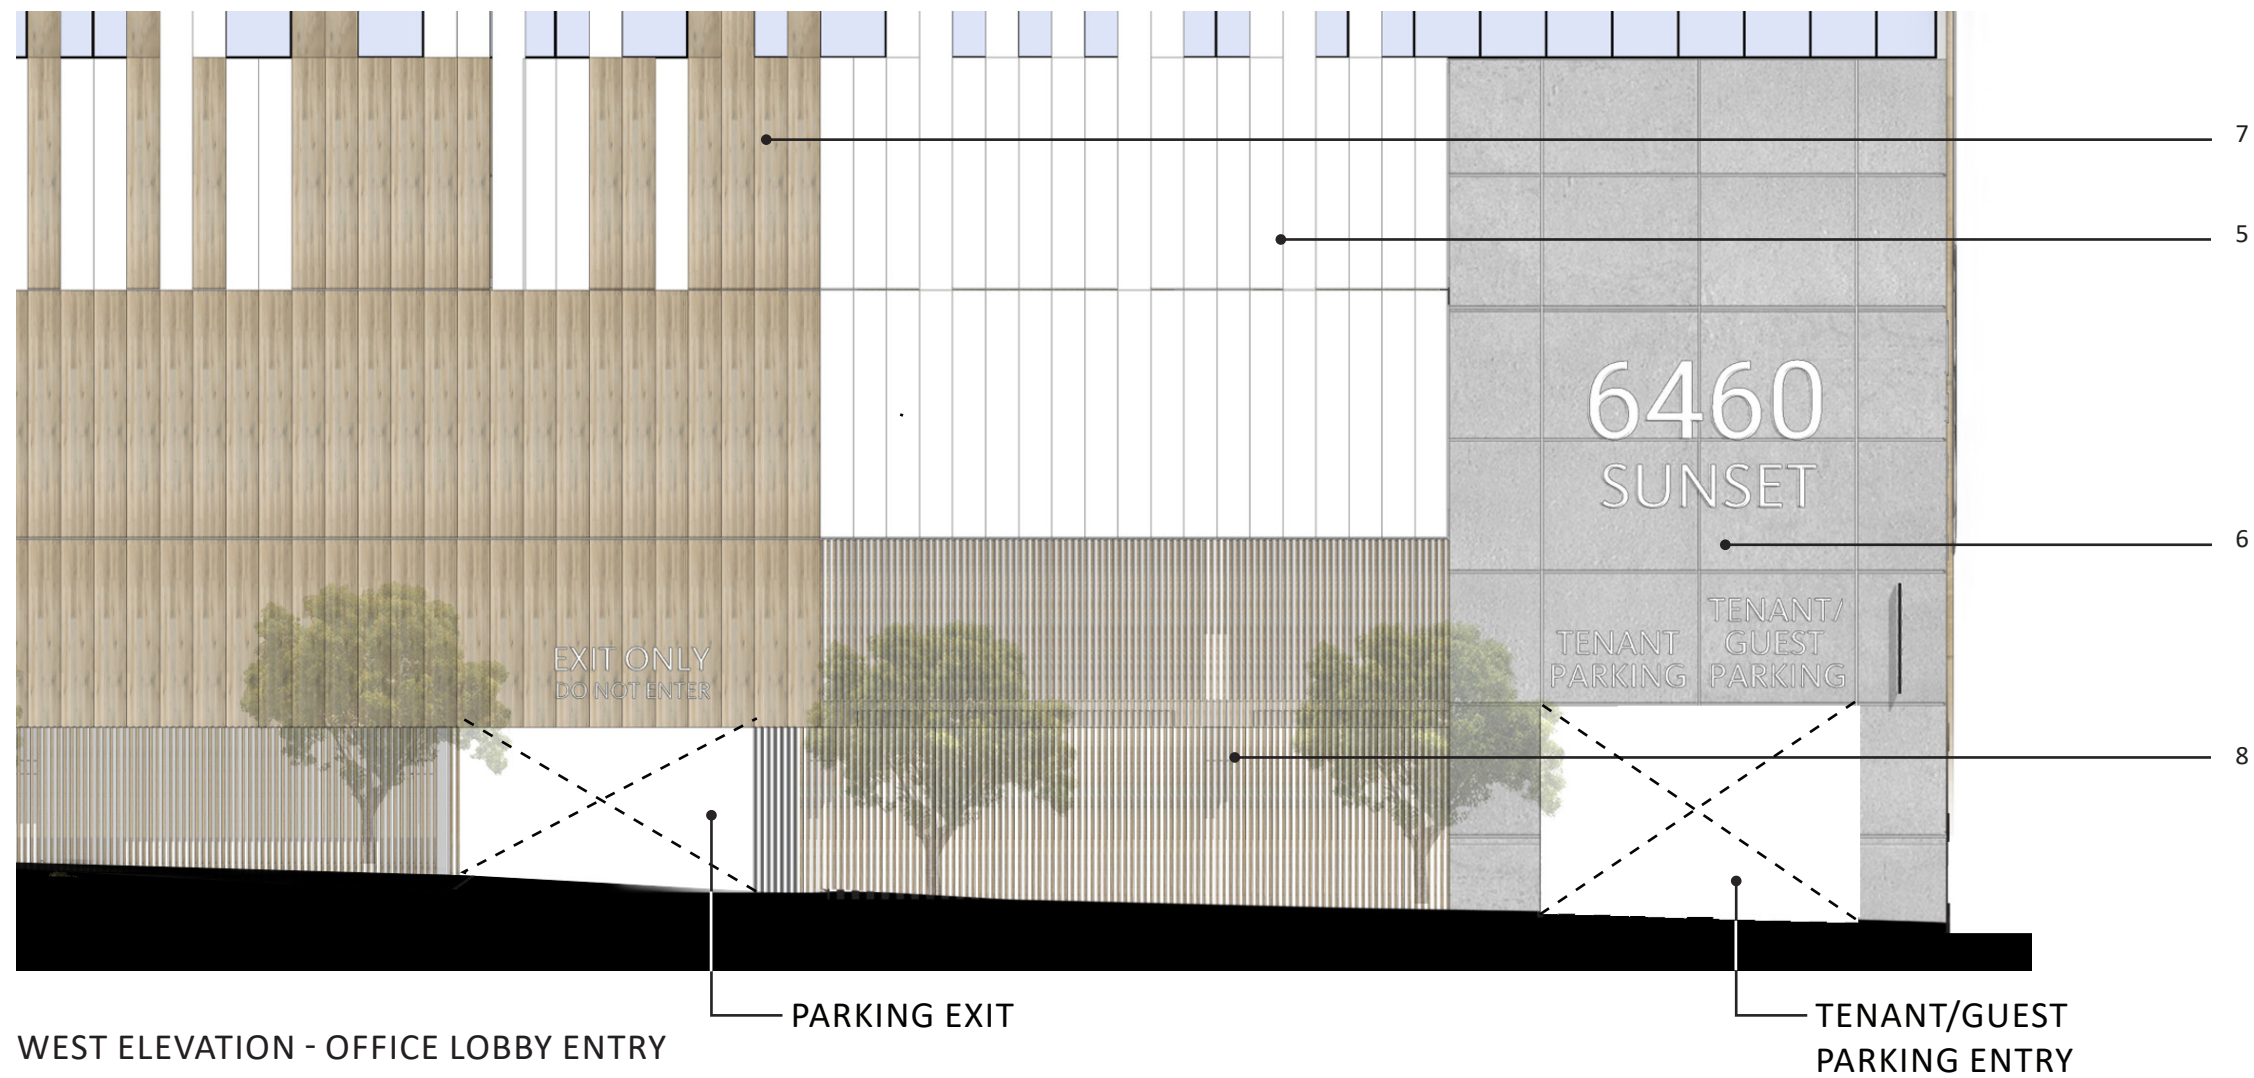 7
5
6460
SUNSET
6
TENANT
PARKING
TENANT/
GUEST
PARKING
EXIT ONLY
DO NOT ENTER
8
PARKING EXIT
TENANT/GUEST
PARKING ENTRY
WEST ELEVATION - OFFICE LOBBY ENTRY